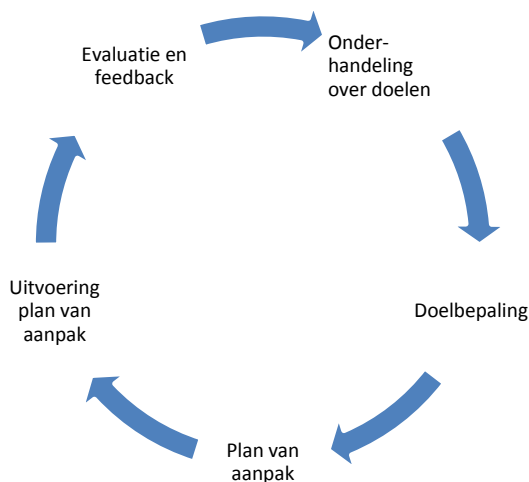 Evaluatie en
feedback
Onder-
handeling
over doelen
Doelbepaling
Plan van
aanpak
Uitvoering
plan van
aanpak